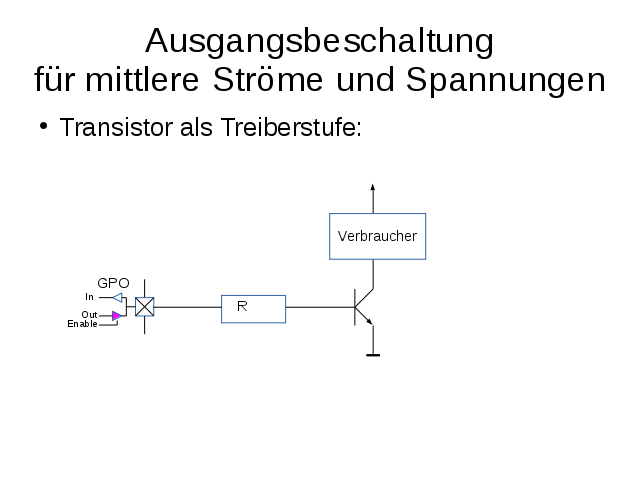 Ausgangsbeschaltung
für mittlere Ströme und Spannungen
• Transistor als Treiberstufe:
Verbraucher
GPO
In
R
Out
Enable